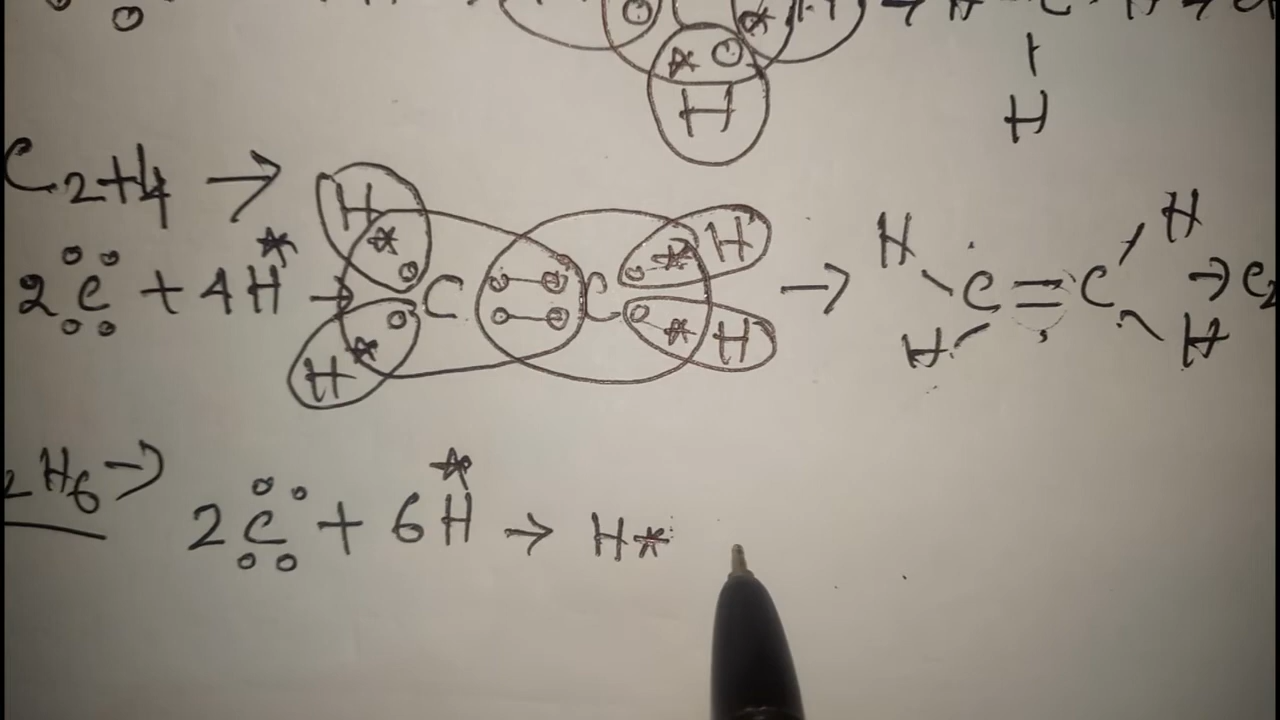 H
H
C2H4 →
H H
2C + 4H* → C C → H C = C H → C2
H H H H
2H6 →
2C + 6H* → H*